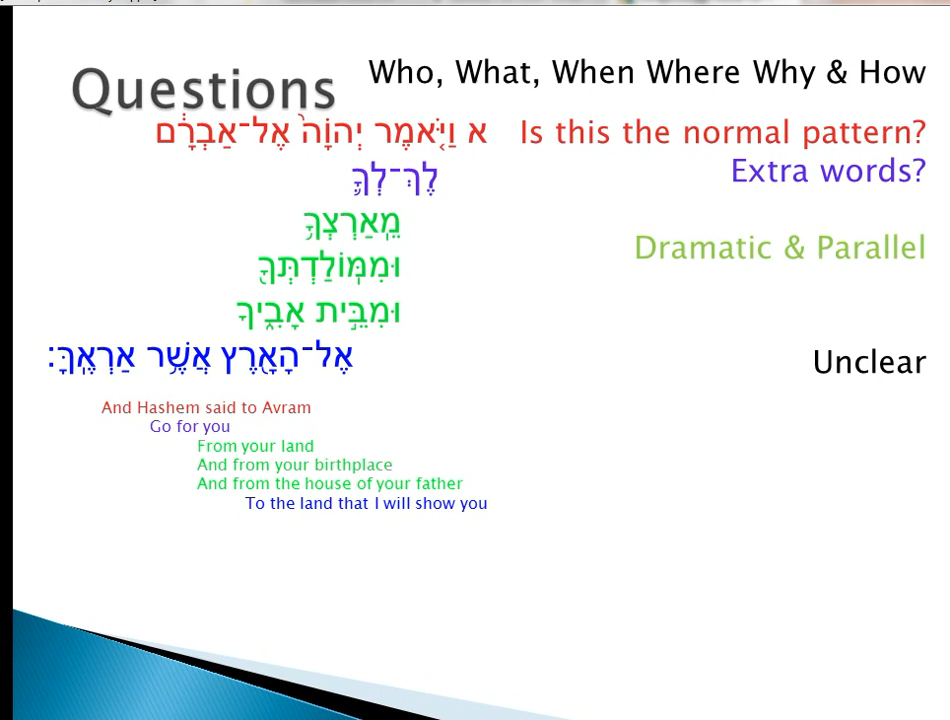 Questions
Who, What, When Where Why & How
א וַיֹּ֤אמֶר יְהוָֹה֙ אֶל־אַבְרָ֔ם
Is this the normal pattern?
לֶךְ־לְךָ֛
Extra words?
מֵֽאַרְצְךָ֥
Dramatic & Parallel
וּמִמּֽוֹלַדְתְּךָ֖
וּמִבֵּ֣ית אָבִ֑יךָ
אֶל־הָאָ֖רֶץ אֲשֶׁ֥ר אַרְאֶֽךָּ׃
Unclear
And Hashem said to Avram
Go for you
From your land
And from your birthplace
And from the house of your father
To the land that I will show you